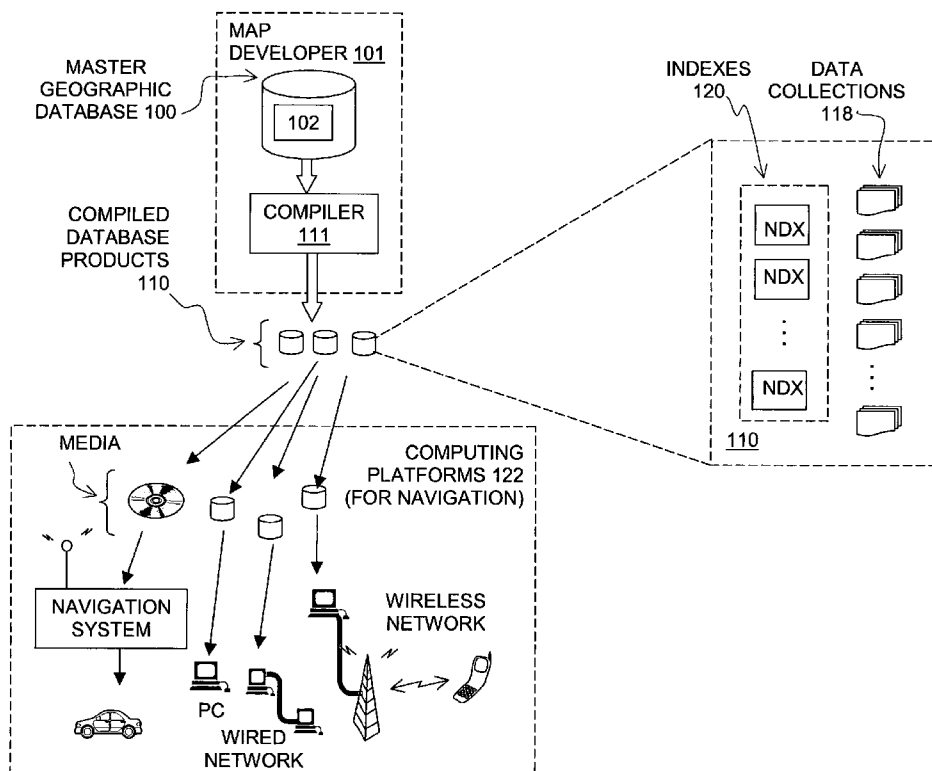 MAP
DEVELOPER 101
MASTER
GEOGRAPHIC
DATABASE 100
102
COMPILER
111
COMPILED
DATABASE
PRODUCTS
110
INDEXES
120
DATA
COLLECTIONS
118
NDX
NDX
NDX
110
MEDIA
COMPUTING
PLATFORMS 122
(FOR NAVIGATION)
NAVIGATION
SYSTEM
WIRELESS
NETWORK
PC
WIRED
NETWORK